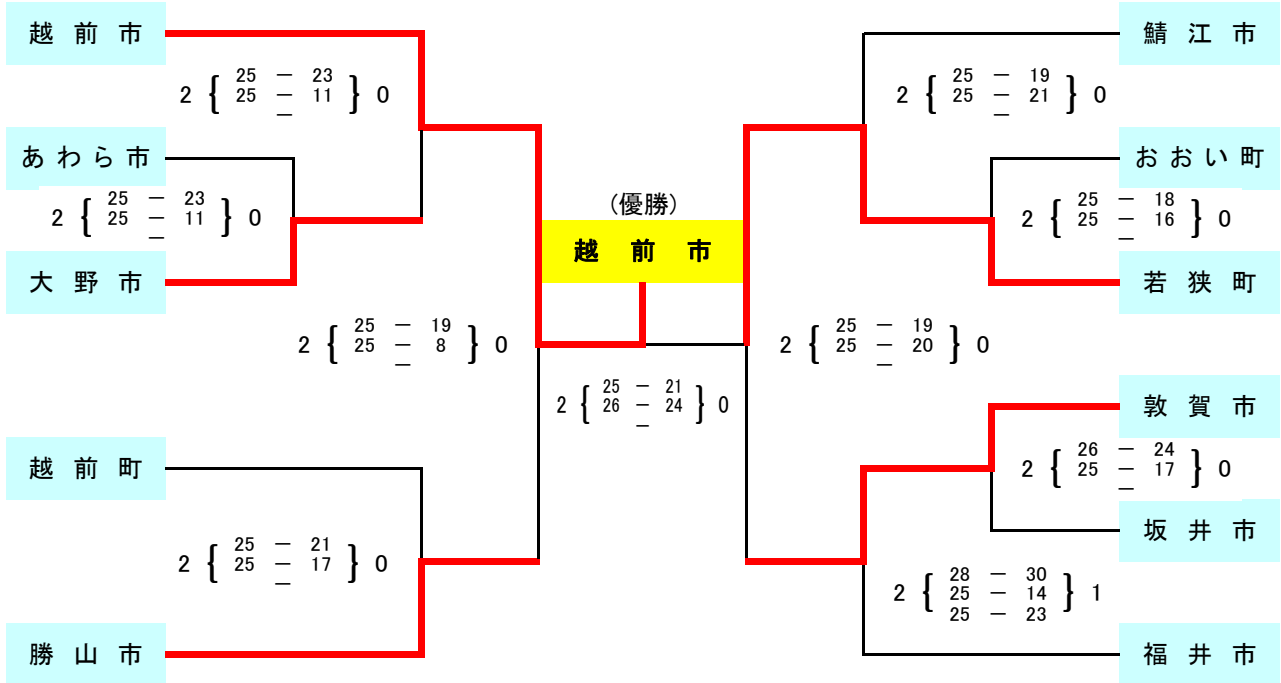 越前市
2 { 25 － 23 } 0
25 － 11
－
あわら市
2 { 25 － 23 } 0
25 － 11
－
大野市
2 { 25 － 19 } 0
25 － 8
－
越前町
2 { 25 － 21 } 0
25 － 17
－
勝山市
(優勝)
越前市
2 { 25 － 21 } 0
26 － 24
－
鯖江市
2 { 25 － 19 } 0
25 － 21
－
おおい町
2 { 25 － 18 } 0
25 － 16
－
若狭町
2 { 25 － 19 } 0
25 － 20
－
敦賀市
2 { 26 － 24 } 0
25 － 17
－
坂井市
28 － 30
2 { 25 － 14 } 1
25 － 23
福井市